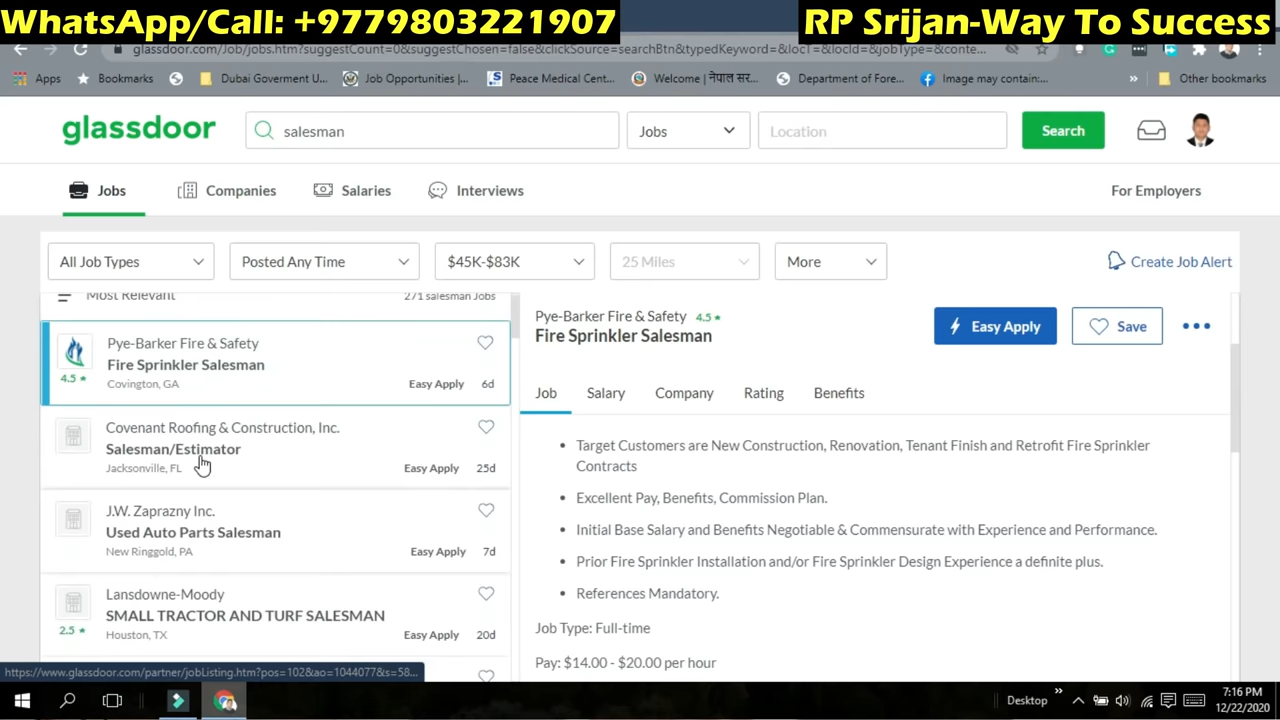 WhatsApp/Call: +9779803221907
RP Srijan-Way To Success
glassdoor.com/Job/jobs.htm?suggestCount=0&suggestChosen=false&clickSource=searchBtn&typedKeyword=&locT=&locId=&jobType=&conte...
Apps
Bookmarks
Dubai Goverment U...
Job Opportunities |...
Peace Medical Cent...
Welcome | नेपाल सर...
Department of Fore...
Image may contain:...
»
Other bookmarks
glassdoor
salesman
Jobs
Location
Search
Jobs
Companies
Salaries
Interviews
For Employers
All Job Types
Posted Any Time
$45K-$83K
25 Miles
More
Create Job Alert
Most Relevant
271 salesman Jobs
Pye-Barker Fire & Safety
Fire Sprinkler Salesman
Covington, GA
4.5 ★
Easy Apply
6d
Covenant Roofing & Construction, Inc.
Salesman/Estimator
Jacksonville, FL
Easy Apply
25d
J.W. Zaprazny Inc.
Used Auto Parts Salesman
New Ringgold, PA
Easy Apply
7d
Lansdowne-Moody
SMALL TRACTOR AND TURF SALESMAN
Houston, TX
2.5 ★
Easy Apply
20d
Pye-Barker Fire & Safety 4.5 ★
Fire Sprinkler Salesman
Easy Apply
Save
Job
Salary
Company
Rating
Benefits
• Target Customers are New Construction, Renovation, Tenant Finish and Retrofit Fire Sprinkler
Contracts
• Excellent Pay, Benefits, Commission Plan.
• Initial Base Salary and Benefits Negotiable & Commensurate with Experience and Performance.
• Prior Fire Sprinkler Installation and/or Fire Sprinkler Design Experience a definite plus.
• References Mandatory.
Job Type: Full-time
Pay: $14.00 - $20.00 per hour
https://www.glassdoor.com/partner/jobListing.htm?pos=102&ao=1044077&s=58...
Desktop
»
7:16 PM
12/22/2020